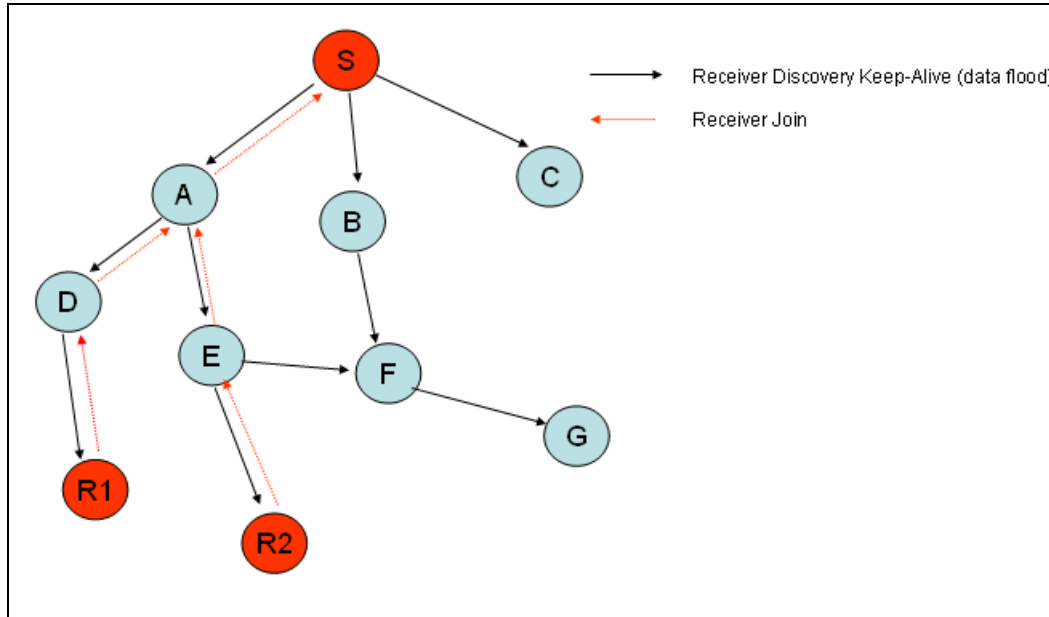 S
Receiver Discovery Keep-Alive (data flood)
Receiver Join
A
C
B
D
E
F
G
R1
R2